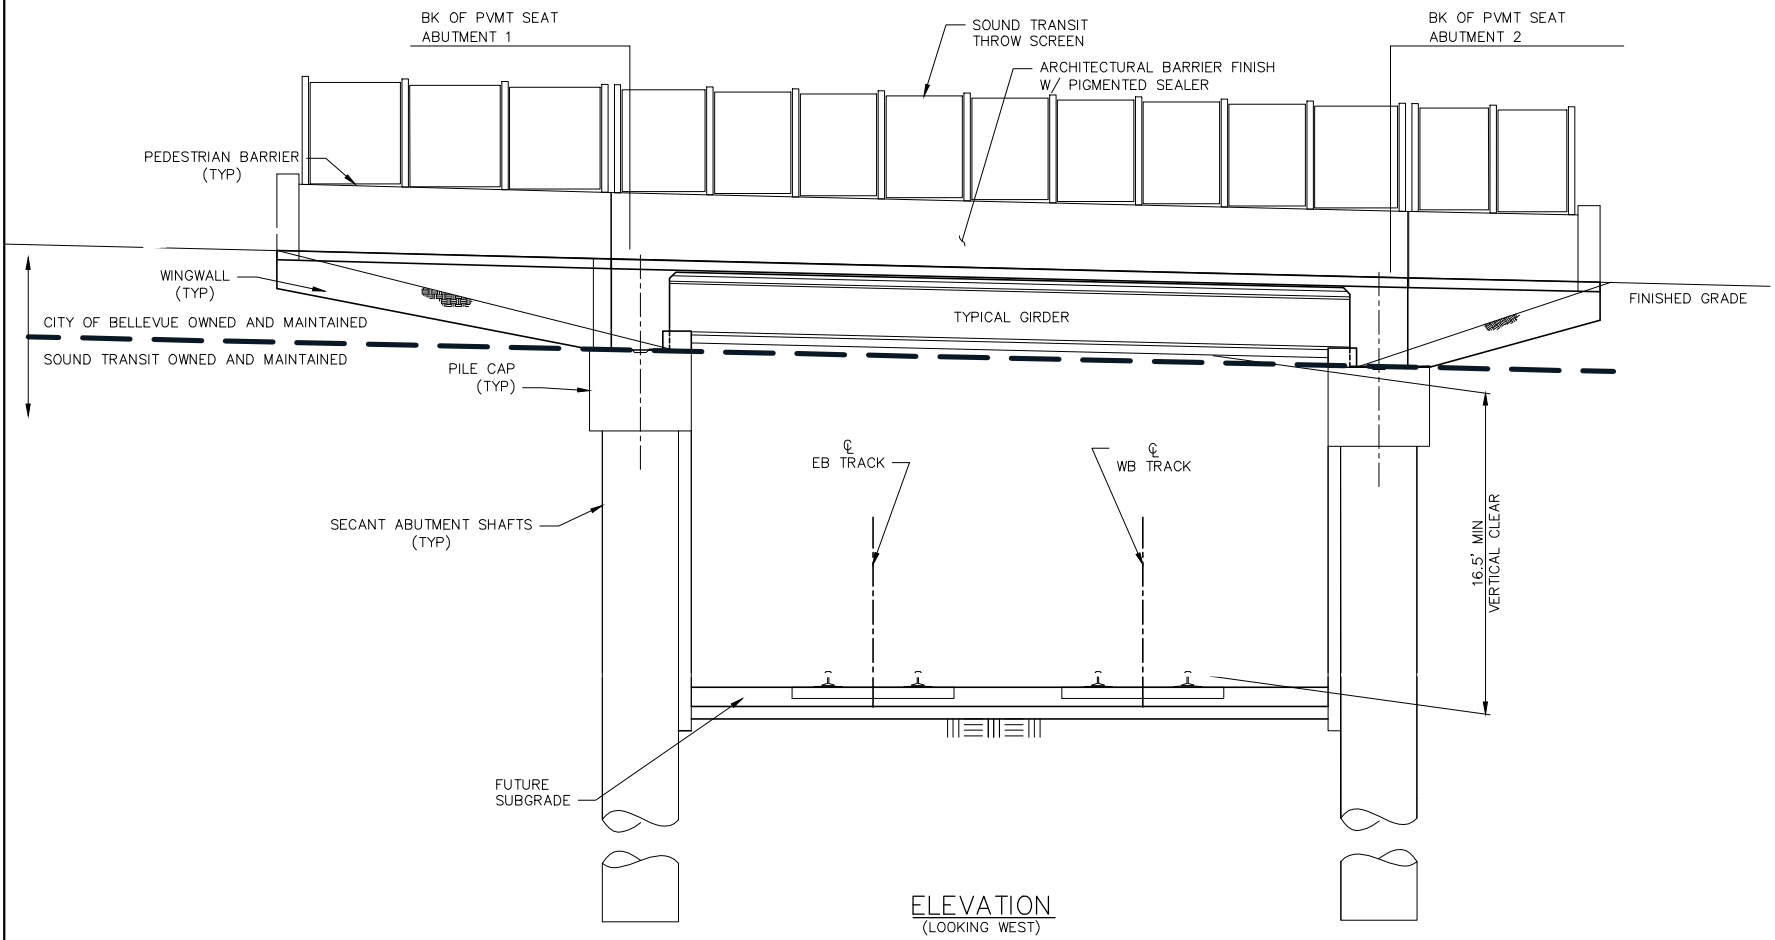 BK OF PVMT SEAT
ABUTMENT 1
SOUND TRANSIT
THROW SCREEN
BK OF PVMT SEAT
ABUTMENT 2
ARCHITECTURAL BARRIER FINISH
W/ PIGMENTED SEALER
PEDESTRIAN BARRIER
(TYP)
WINGWALL
(TYP)
FINISHED GRADE
TYPICAL GIRDER
CITY OF BELLEVUE OWNED AND MAINTAINED
SOUND TRANSIT OWNED AND MAINTAINED
PILE CAP
(TYP)
℄
EB TRACK
℄
WB TRACK
SECANT ABUTMENT SHAFTS
(TYP)
16.5' MIN
VERTICAL CLEAR
FUTURE
SUBGRADE
ELEVATION
(LOOKING WEST)